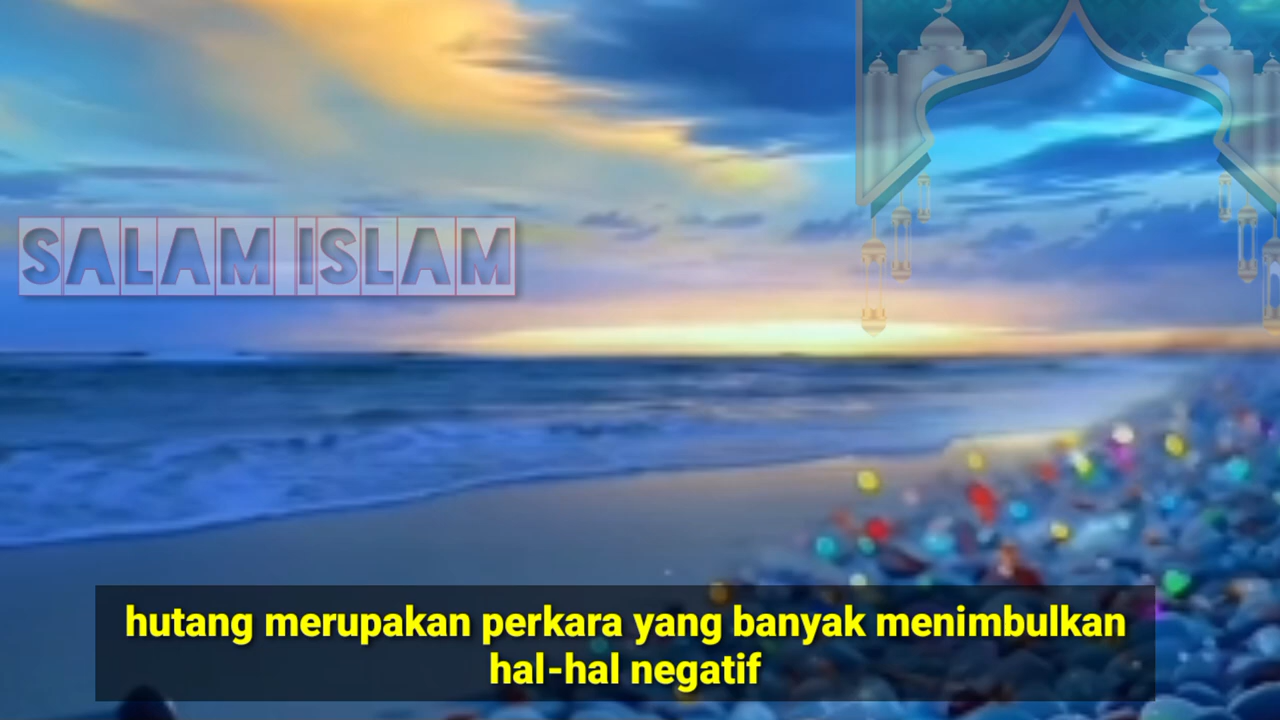 SALAM ISLAM
hutang merupakan perkara yang banyak menimbulkan
hal-hal negatif